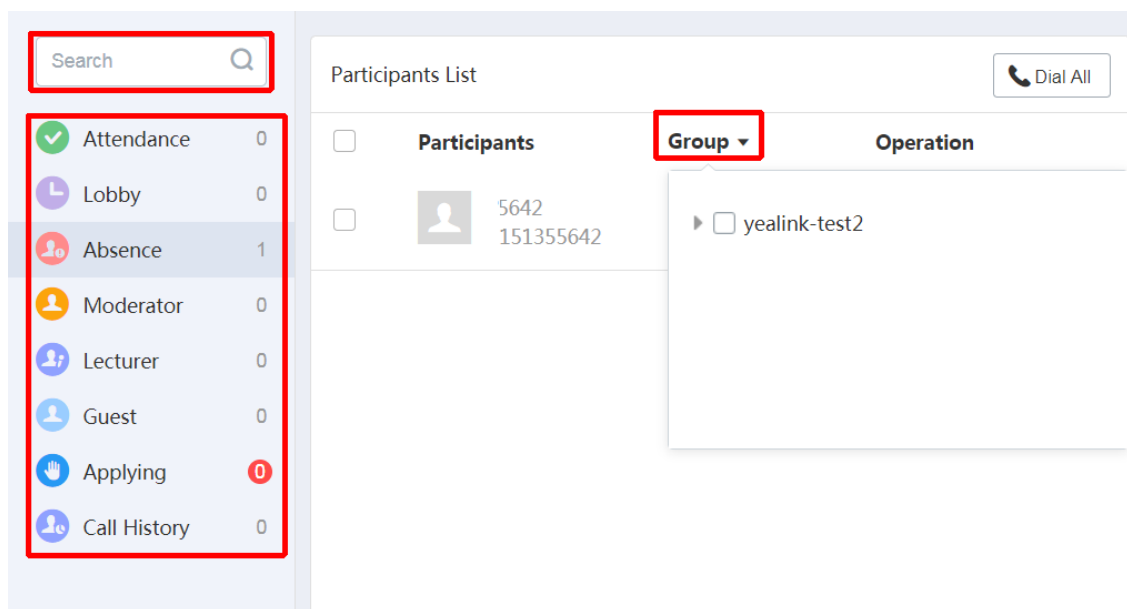 Search
Attendance 0
Lobby 0
Absence 1
Moderator 0
Lecturer 0
Guest 0
Applying 0
Call History 0
Participants List
Dial All
Participants Group Operation
5642
151355642
yealink-test2